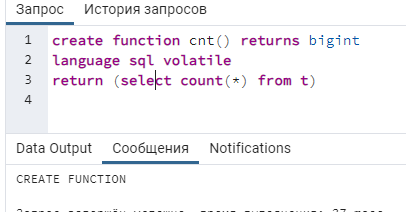 Запрос История запросов
1 create function cnt() returns bigint
2 language sql volatile
3 return (select count(*) from t)
4
Data Output Сообщения Notifications
CREATE FUNCTION